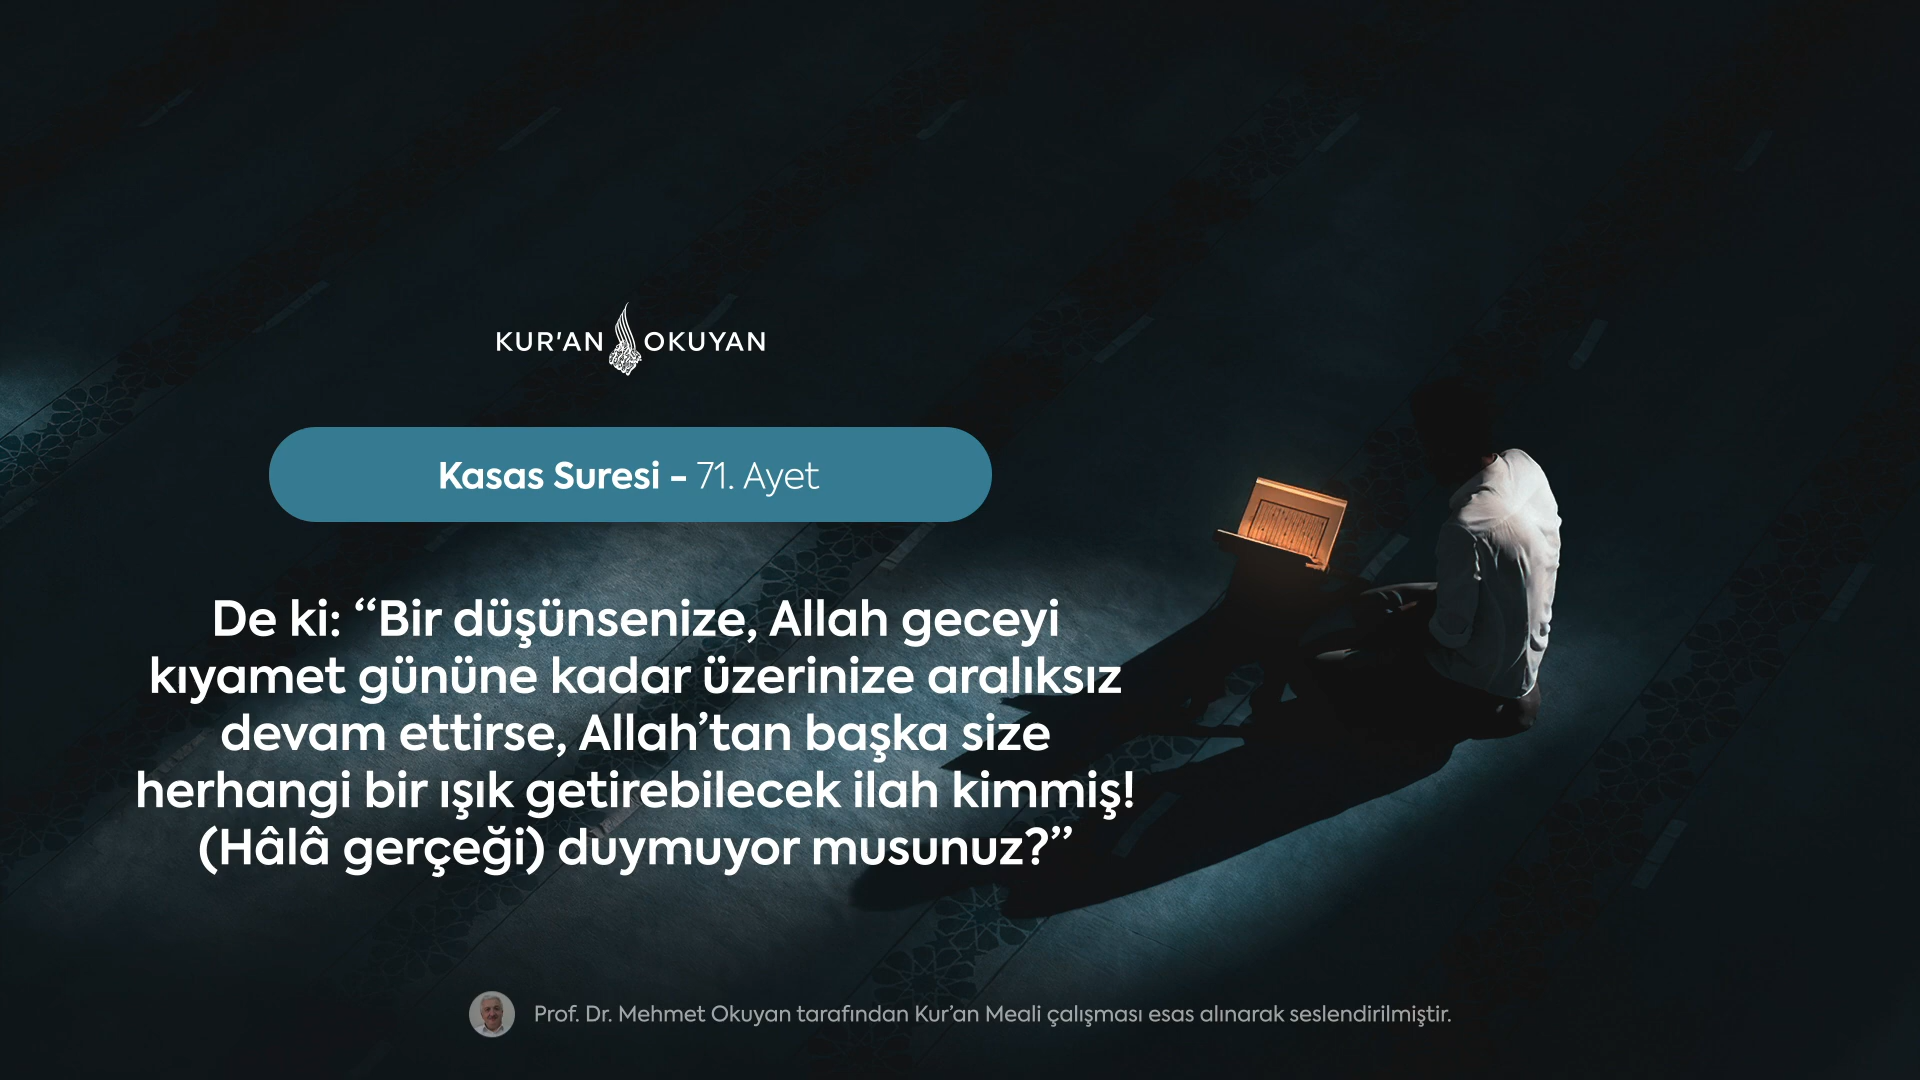 KUR'AN OKUYAN
Kasas Suresi - 71. Ayet
De ki: “Bir düşünsenize, Allah geceyi
kıyamet gününe kadar üzerinize aralıksız
devam ettirse, Allah’tan başka size
herhangi bir ışık getirebilecek ilah kimmiş!
(Hâlâ gerçeği) duymuyor musunuz?”
Prof. Dr. Mehmet Okuyan tarafından Kur’an Meali çalışması esas alınarak seslendirilmiştir.